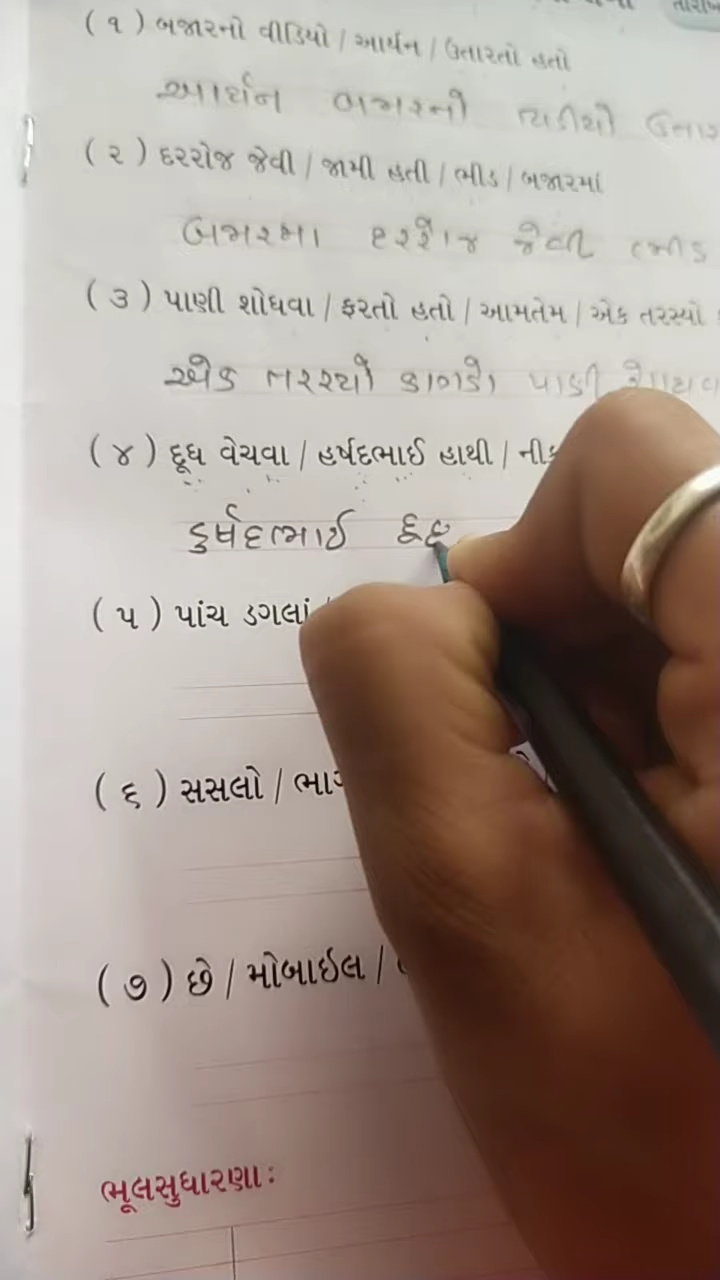 (૧) બજારનો વીડિયો / આર્યન / ઉતારતો હતો
આર્યન બજારનો
(૨) દરરોજ જેવી / જામી હતી / ભીડ / બજારમાં
બજારમા દરરોજ જેવી ભીડ
(૩) પાણી શોધવા / ફરતો હતો / આમતેમ / એક તરસ્યો
એક તરસ્યો કાગડો પાણી
(૪) દૂધ વેચવા / હર્ષદભાઈ હાથી /
હર્ષદભાઈ
(૫) પાંચ ડગલાં
(૬) સસલો /
(૭) છે / મોબાઈલ /
ભૂલસુધારણા: